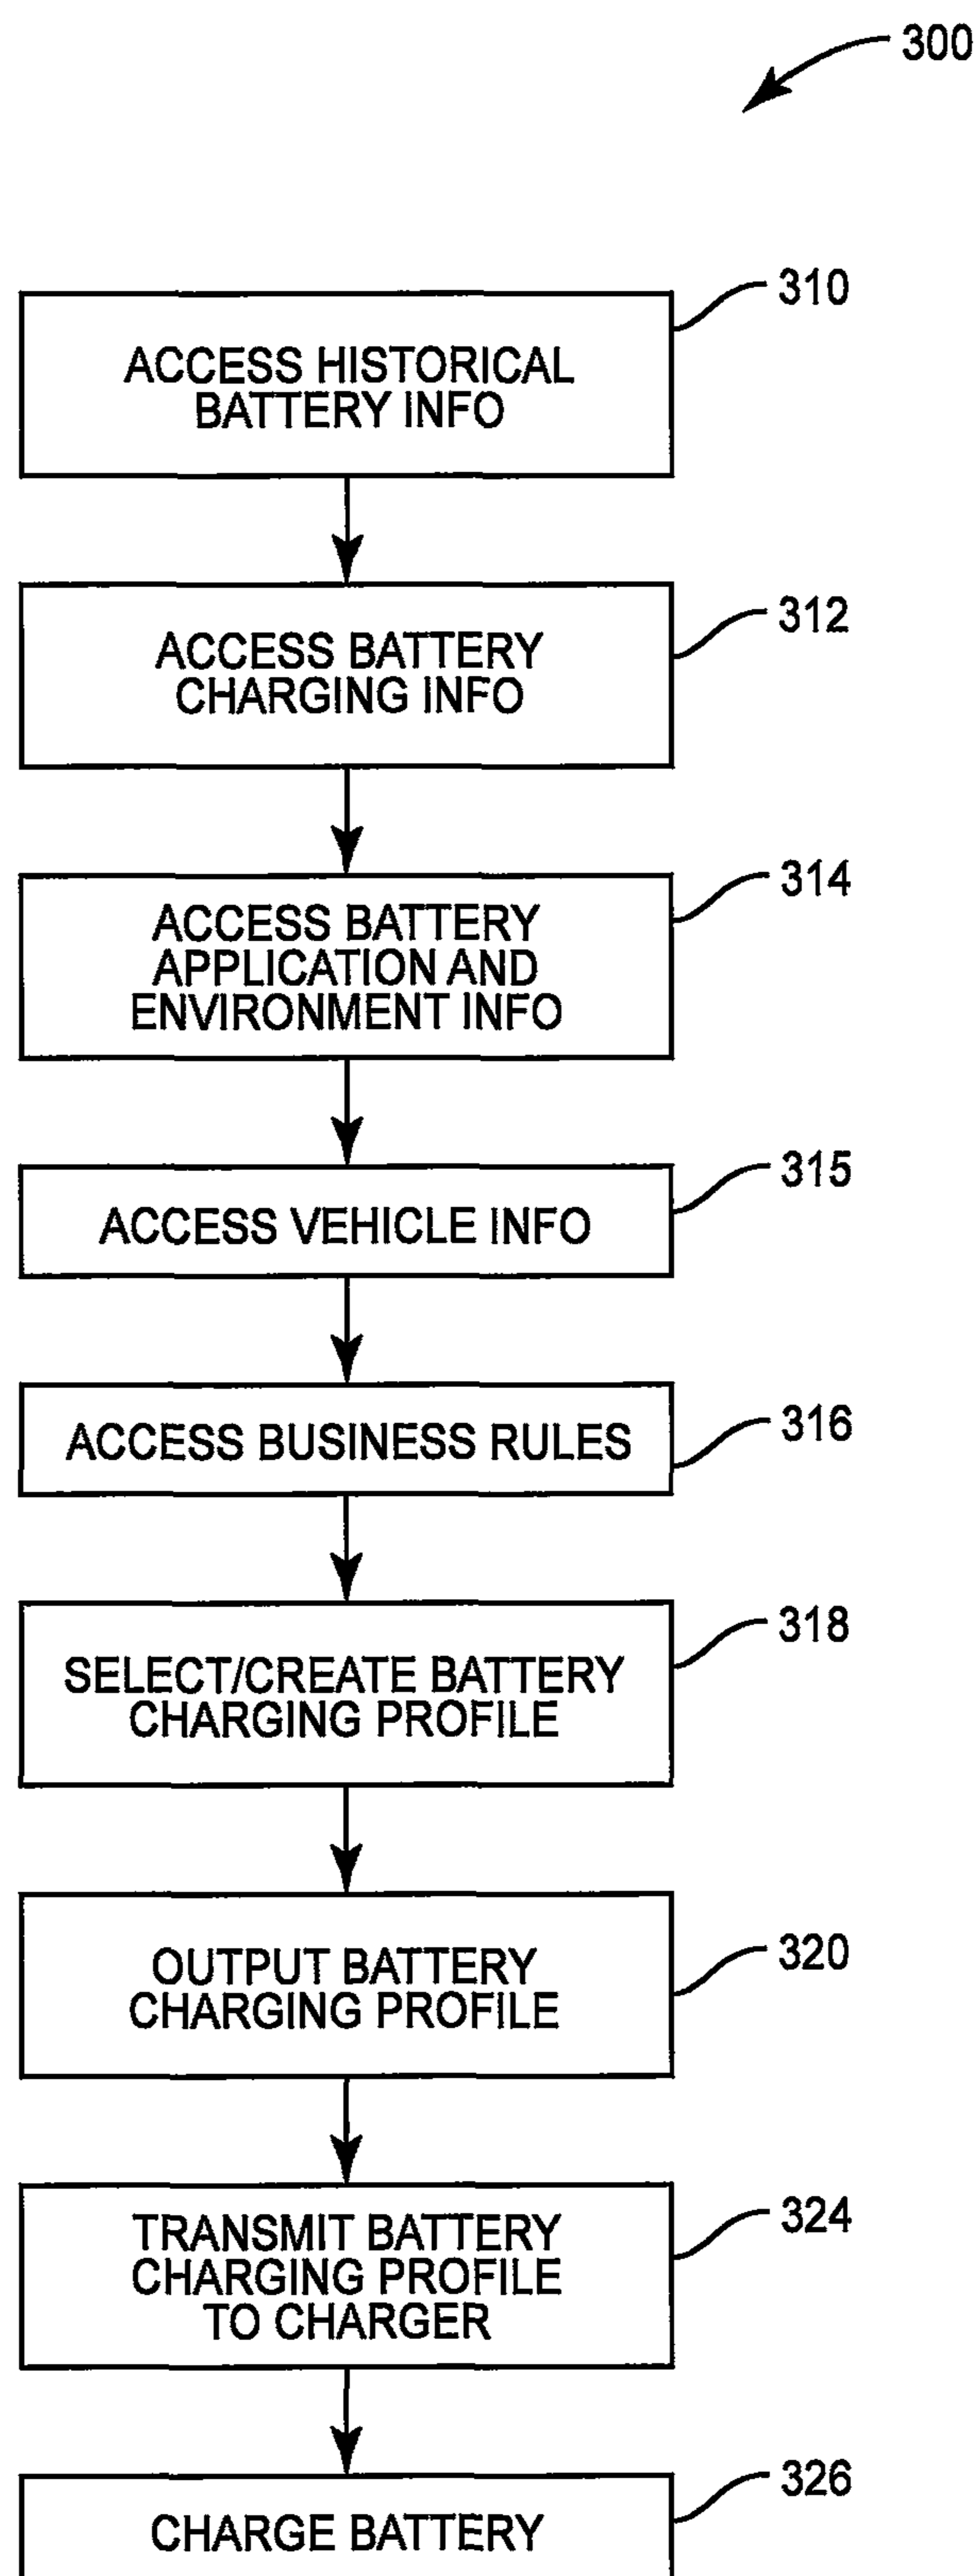 300
310
ACCESS HISTORICAL
BATTERY INFO
312
ACCESS BATTERY
CHARGING INFO
314
ACCESS BATTERY
APPLICATION AND
ENVIRONMENT INFO
315
ACCESS VEHICLE INFO
316
ACCESS BUSINESS RULES
318
SELECT/CREATE BATTERY
CHARGING PROFILE
320
OUTPUT BATTERY
CHARGING PROFILE
324
TRANSMIT BATTERY
CHARGING PROFILE
TO CHARGER
326
CHARGE BATTERY